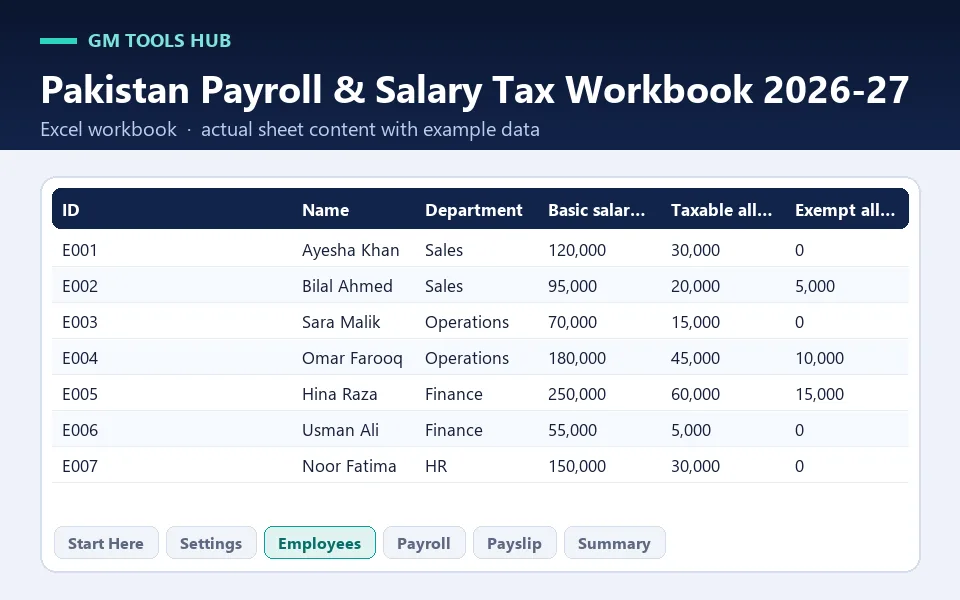 GM TOOLS HUB
Pakistan Payroll & Salary Tax Workbook 2026-27
Excel workbook · actual sheet content with example data
ID Name Department Basic salar... Taxable all... Exempt all...
E001 Ayesha Khan Sales 120,000 30,000 0
E002 Bilal Ahmed Sales 95,000 20,000 5,000
E003 Sara Malik Operations 70,000 15,000 0
E004 Omar Farooq Operations 180,000 45,000 10,000
E005 Hina Raza Finance 250,000 60,000 15,000
E006 Usman Ali Finance 55,000 5,000 0
E007 Noor Fatima HR 150,000 30,000 0
Start Here Settings Employees Payroll Payslip Summary